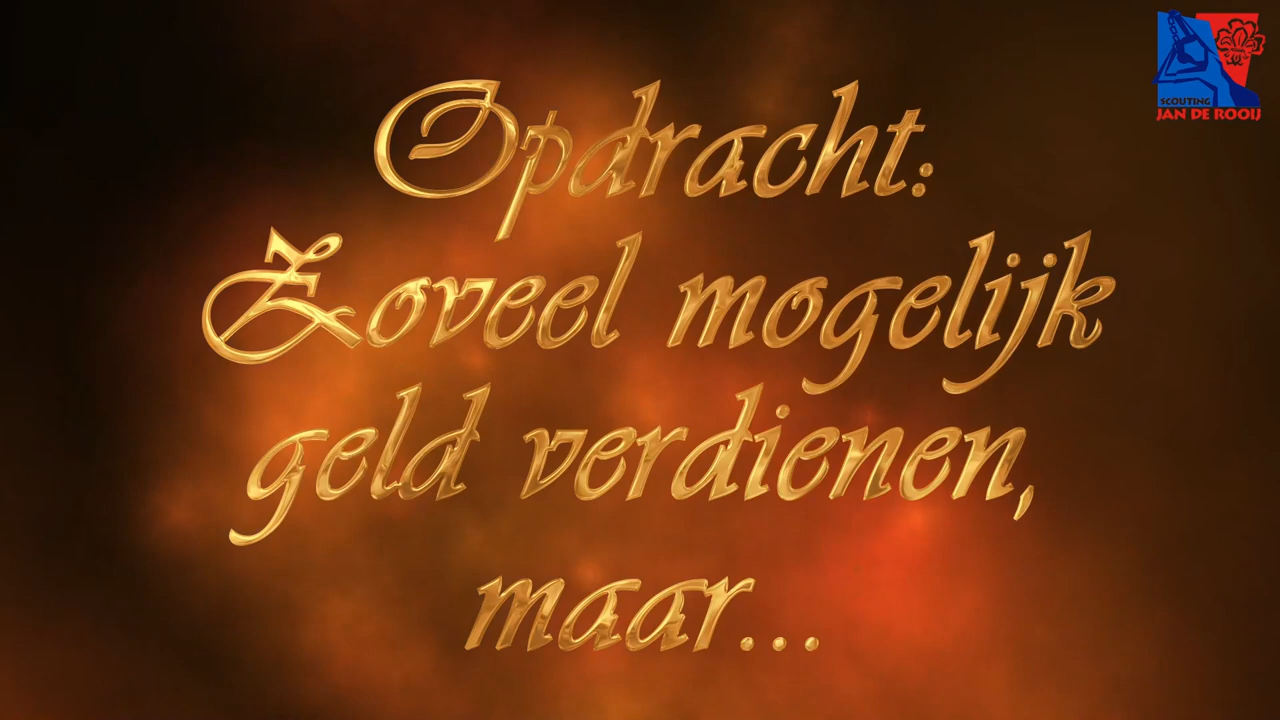 Opdracht:
Zoveel mogelijk
geld verdienen,
maar...
SCOUTING
JAN DE ROOIJ